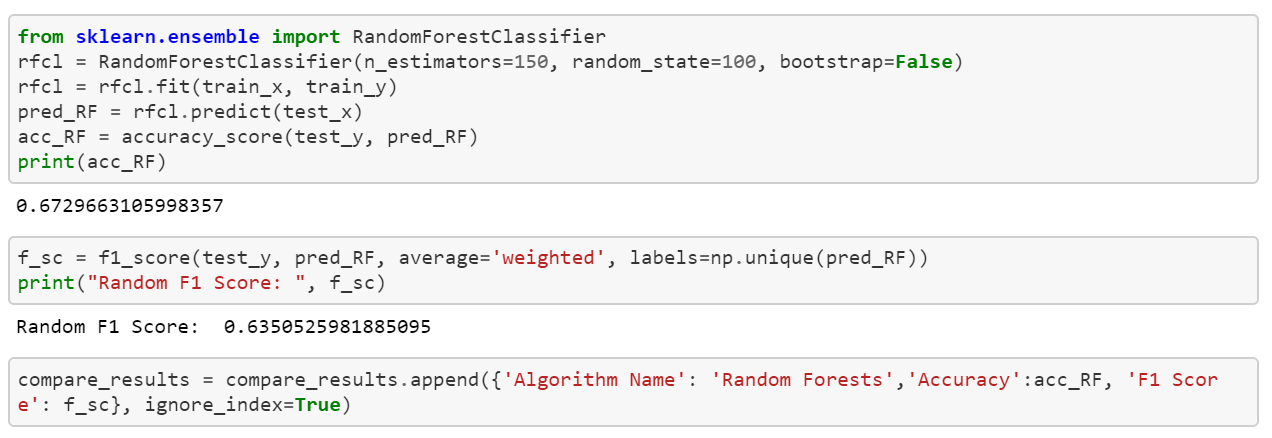 from sklearn.ensemble import RandomForestClassifier
rfcl = RandomForestClassifier(n_estimators=150, random_state=100, bootstrap=False)
rfcl = rfcl.fit(train_x, train_y)
pred_RF = rfcl.predict(test_x)
acc_RF = accuracy_score(test_y, pred_RF)
print(acc_RF)
0.6729663105998357
f_sc = f1_score(test_y, pred_RF, average='weighted', labels=np.unique(pred_RF))
print("Random F1 Score: ", f_sc)
Random F1 Score:  0.6350525981885095
compare_results = compare_results.append({'Algorithm Name': 'Random Forests','Accuracy':acc_RF, 'F1 Scor
e': f_sc}, ignore_index=True)